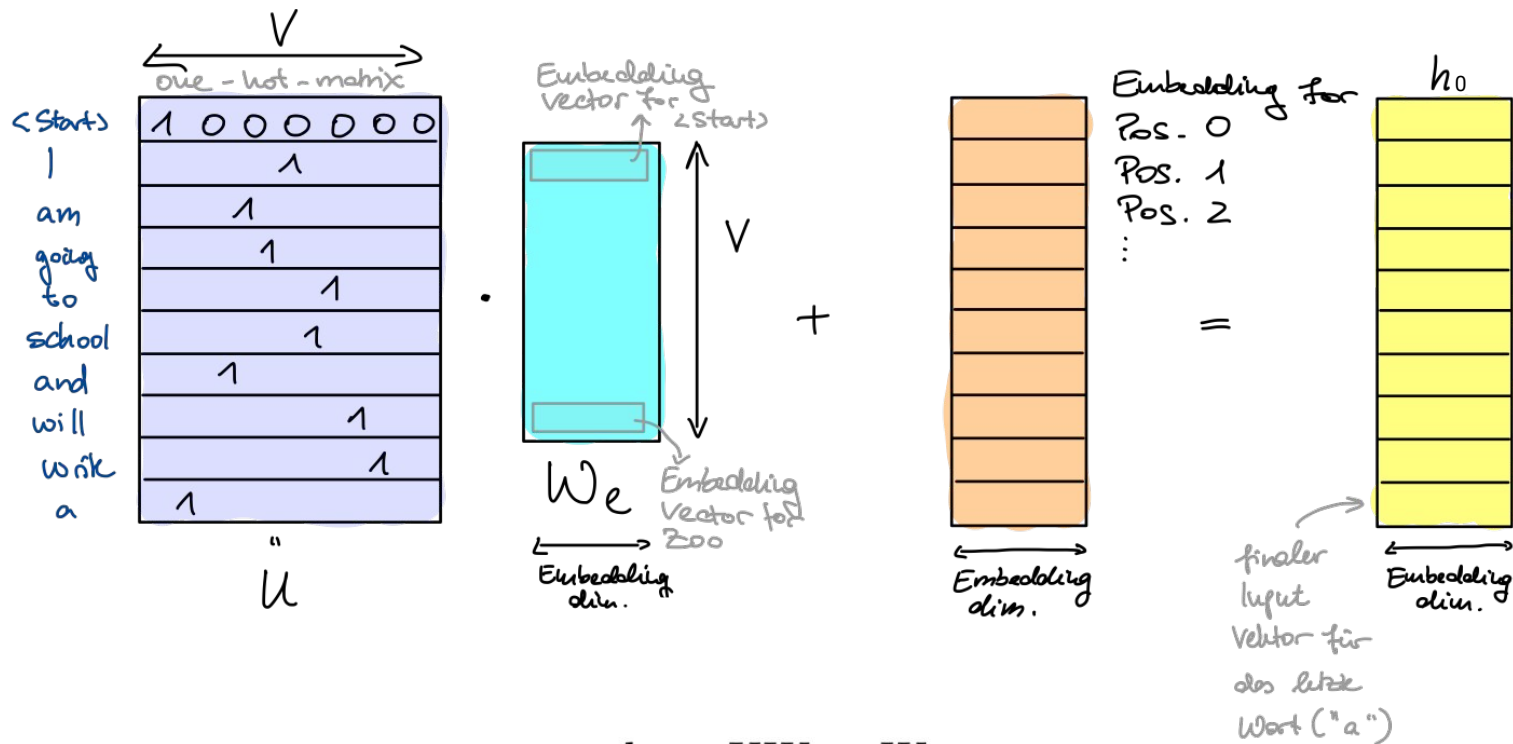 V
one-hot-matrix
<Start> 1 0 0 0 0 0 0
I 1
am 1
going 1
to 1
school 1
and 1
will 1
write 1
a 1
"
U
·
Embedding
vector for
<Start>
V
We
Embedding
vector for
Zoo
Embedding
dim.
+
Embedding for
Pos. 0
Pos. 1
Pos. 2
⋮
Embedding
dim.
=
h0
Embedding
dim.
finaler
Input
Vektor für
das letzte
Wort ("a")